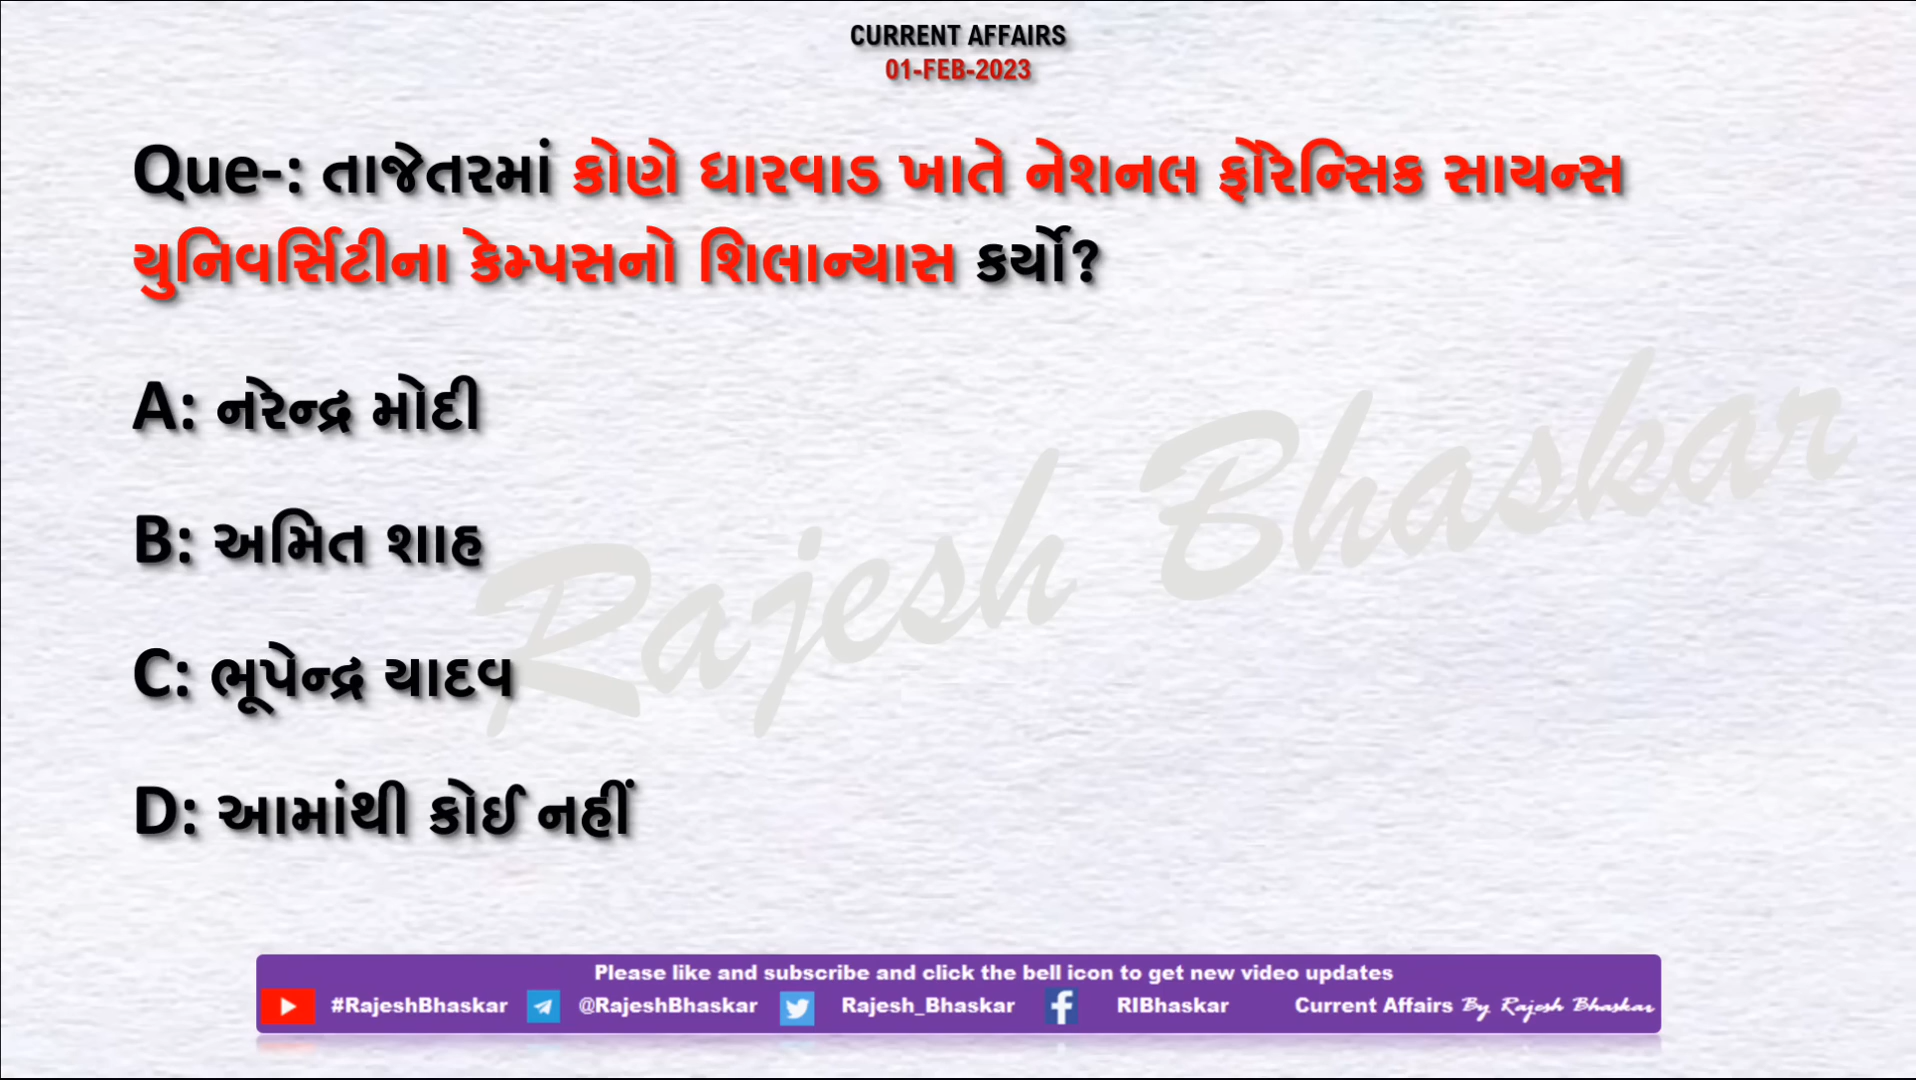 CURRENT AFFAIRS
01-FEB-2023
Que-: તાજેતરમાં કોણે ધારવાડ ખાતે નેશનલ ફોરેન્સિક સાયન્સ
યુનિવર્સિટીના કેમ્પસનો શિલાન્યાસ કર્યો?
A: નરેન્દ્ર મોદી
B: અમિત શાહ
C: ભૂપેન્દ્ર યાદવ
D: આમાંથી કોઈ નહીં
Rajesh Bhaskar
Please like and subscribe and click the bell icon to get new video updates
#RajeshBhaskar @RajeshBhaskar Rajesh_Bhaskar RIBhaskar Current Affairs By Rajesh Bhaskar